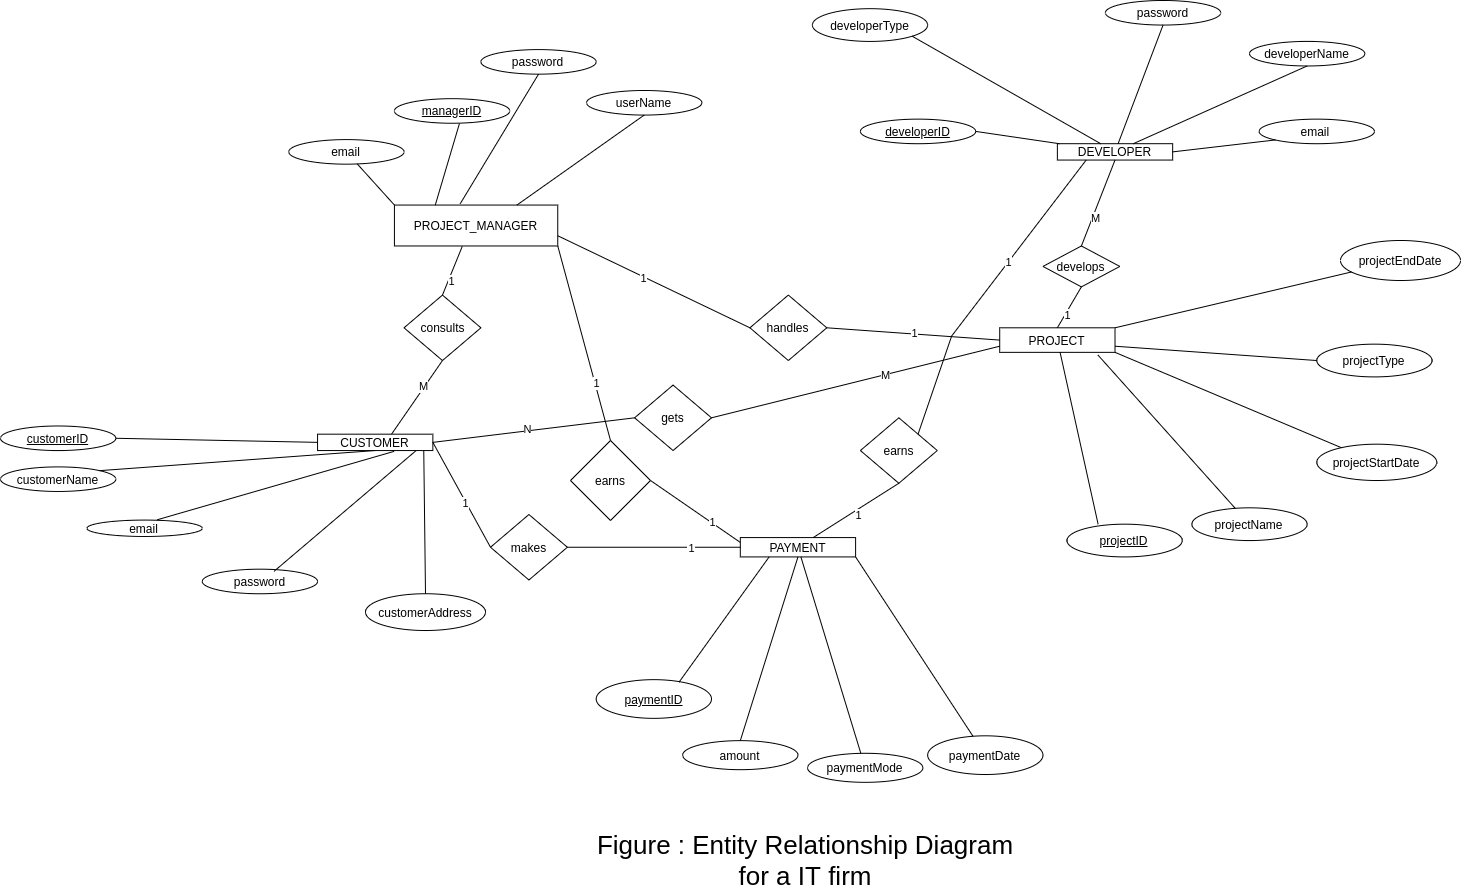 password
developerType
developerName
password
managerID
userName
developerID
email
email
DEVELOPER
PROJECT_MANAGER
M
1
develops
projectEndDate
1
1
consults
handles
1
1
PROJECT
projectType
1
M
M
gets
N
customerID
CUSTOMER
earns
projectStartDate
customerName
earns
1
1
1
projectName
email
makes
1
PAYMENT
projectID
password
customerAddress
paymentID
amount
paymentMode
paymentDate
Figure : Entity Relationship Diagram
for a IT firm